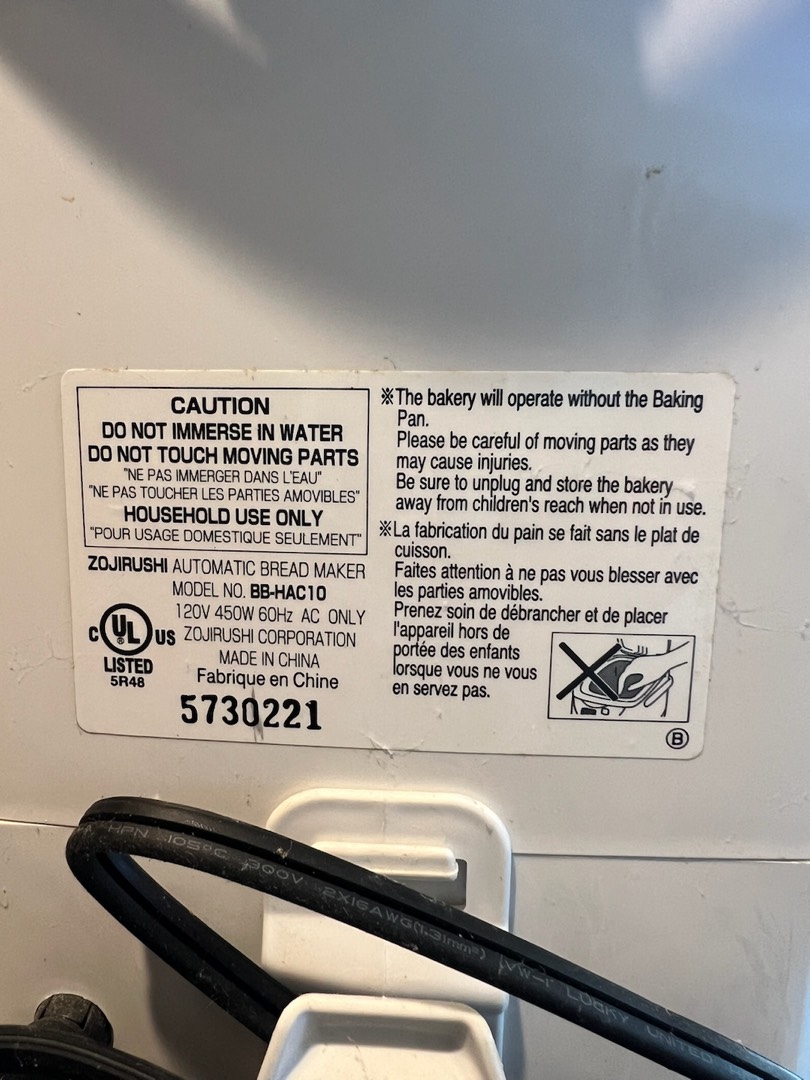 CAUTION
DO NOT IMMERSE IN WATER
DO NOT TOUCH MOVING PARTS
"NE PAS IMMERGER DANS L'EAU"
"NE PAS TOUCHER LES PARTIES AMOVIBLES"
HOUSEHOLD USE ONLY
"POUR USAGE DOMESTIQUE SEULEMENT"
ZOJIRUSHI AUTOMATIC BREAD MAKER
MODEL NO. BB-HAC10
120V 450W 60Hz AC ONLY
ZOJIRUSHI CORPORATION
MADE IN CHINA
Fabrique en Chine
C UL ® US
LISTED
5R48
5730221
※The bakery will operate without the Baking
Pan.
Please be careful of moving parts as they
may cause injuries.
Be sure to unplug and store the bakery
away from children's reach when not in use.
※La fabrication du pain se fait sans le plat de
cuisson.
Faites attention à ne pas vous blesser avec
les parties amovibles.
Prenez soin de débrancher et de placer
l'appareil hors de
portée des enfants
lorsque vous ne vous
en servez pas.
B
HPN 105°C 300V 2X16AWG(1.31mm²) VW-1 LONGKY UNITED